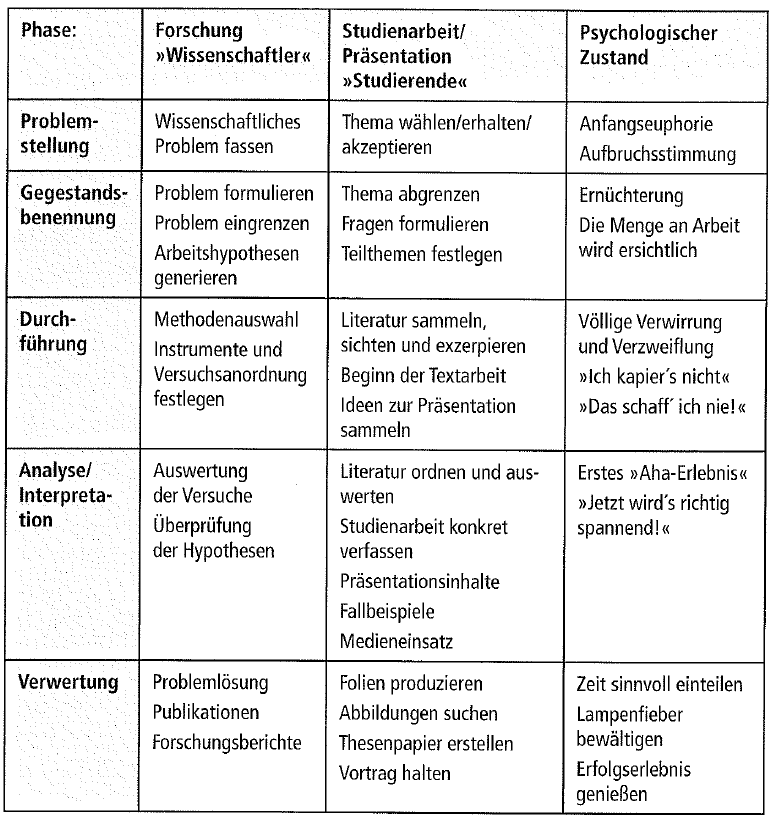 Phase:
Forschung
»Wissenschaftler«
Studienarbeit/
Präsentation
»Studierende«
Psychologischer
Zustand
Problem-
stellung
Wissenschaftliches
Problem fassen
Thema wählen/erhalten/
akzeptieren
Anfangseuphorie
Aufbruchsstimmung
Gegestands-
benennung
Problem formulieren
Problem eingrenzen
Arbeitshypothesen
generieren
Thema abgrenzen
Fragen formulieren
Teilthemen festlegen
Ernüchterung
Die Menge an Arbeit
wird ersichtlich
Durch-
führung
Methodenauswahl
Instrumente und
Versuchsanordnung
festlegen
Literatur sammeln,
sichten und exzerpieren
Beginn der Textarbeit
Ideen zur Präsentation
sammeln
Völlige Verwirrung
und Verzweiflung
»Ich kapier's nicht«
»Das schaff´ ich nie!«
Analyse/
Interpreta-
tion
Auswertung
der Versuche
Überprüfung
der Hypothesen
Literatur ordnen und aus-
werten
Studienarbeit konkret
verfassen
Präsentationsinhalte
Fallbeispiele
Medieneinsatz
Erstes »Aha-Erlebnis«
»Jetzt wird´s richtig
spannend!«
Verwertung
Problemlösung
Publikationen
Forschungsberichte
Folien produzieren
Abbildungen suchen
Thesenpapier erstellen
Vortrag halten
Zeit sinnvoll einteilen
Lampenfieber
bewältigen
Erfolgserlebnis
genießen